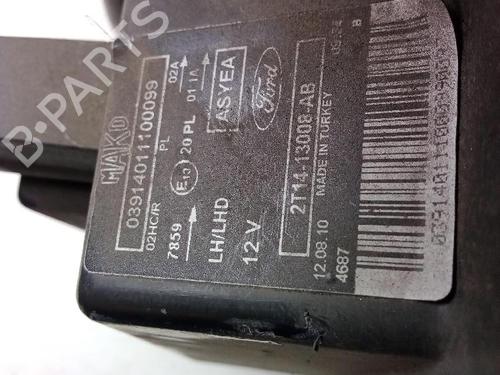 MAKO
03914011100099
02HC/R PL 02A
7859 E13 20 PL 01 1A
LH/LHD ASYEA
12 V Ford
2T14-13008-AB
12.08.10 MADE IN TURKEY
4687
B
B-PARTS